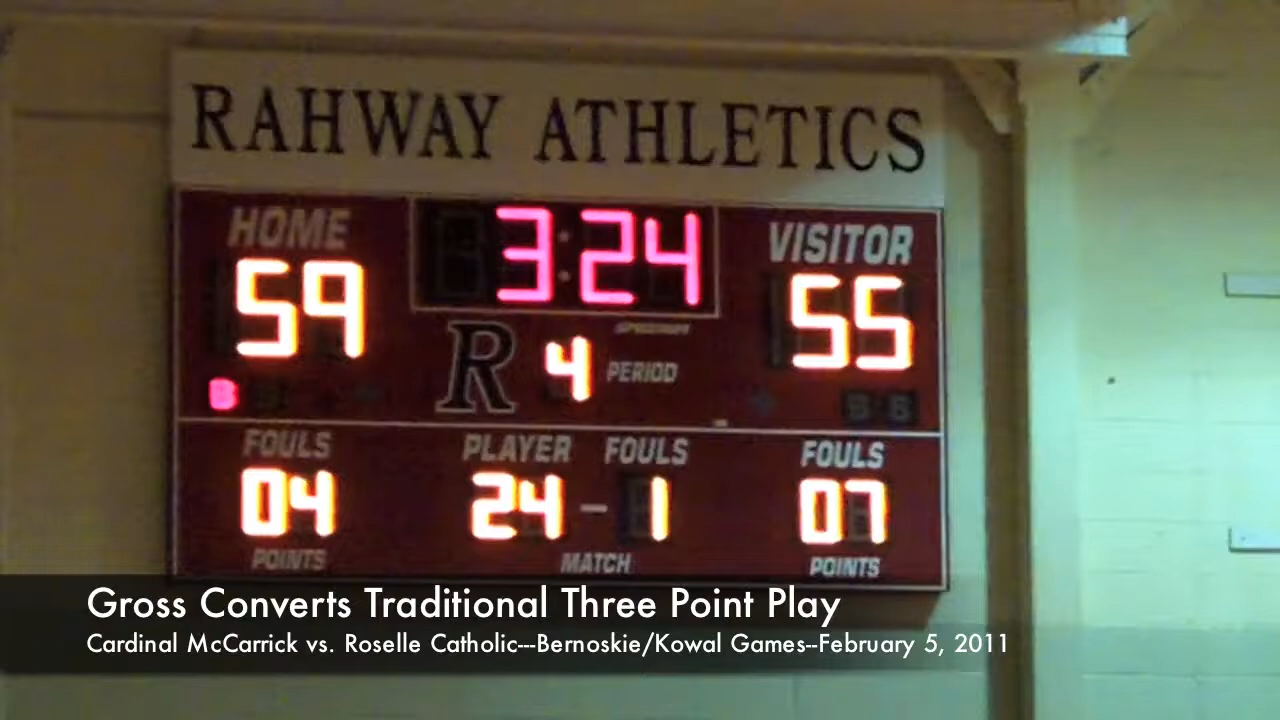 RAHWAY ATHLETICS
HOME 3:24 VISITOR
59 55
R 4 PERIOD
B
FOULS PLAYER FOULS FOULS
04 24 - 1 07
POINTS MATCH POINTS
Gross Converts Traditional Three Point Play
Cardinal McCarrick vs. Roselle Catholic---Bernoskie/Kowal Games--February 5, 2011